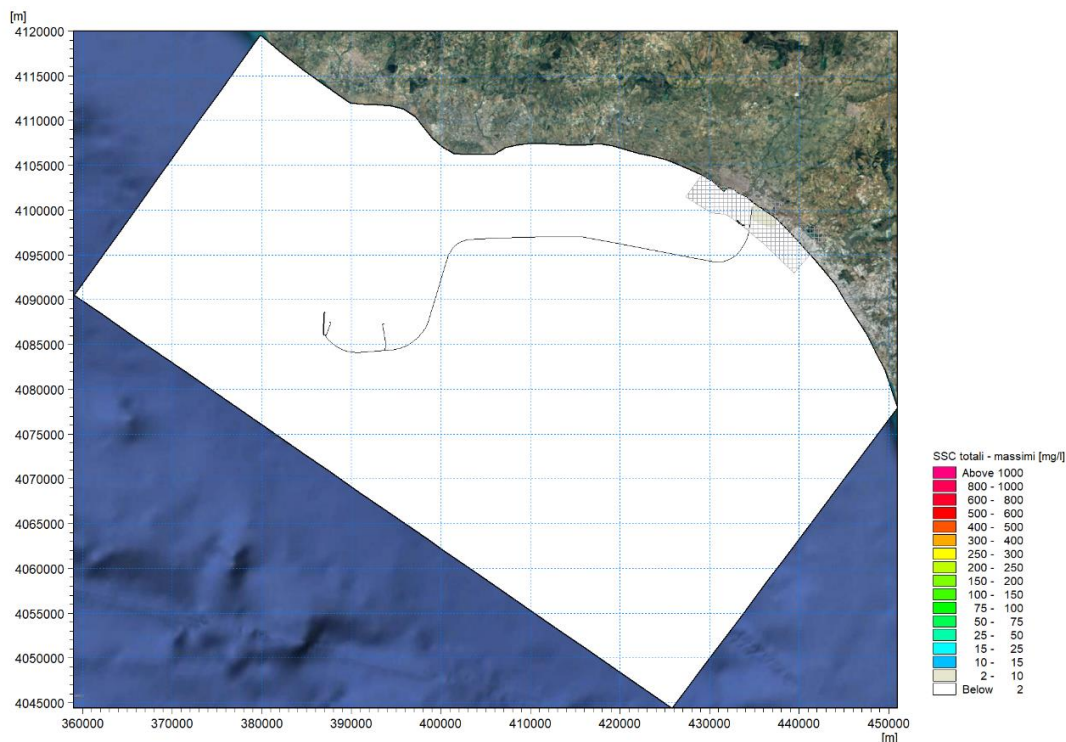 [m]
4120000
4115000
4110000
4105000
4100000
4095000
4090000
4085000
4080000
4075000
4070000
4065000
4060000
4055000
4050000
4045000
360000 370000 380000 390000 400000 410000 420000 430000 440000 450000
[m]
SSC totali - massimi [mg/l]
Above 1000
800 - 1000
600 - 800
500 - 600
400 - 500
300 - 400
250 - 300
200 - 250
150 - 200
100 - 150
75 - 100
50 - 75
25 - 50
15 - 25
10 - 15
2 - 10
Below 2